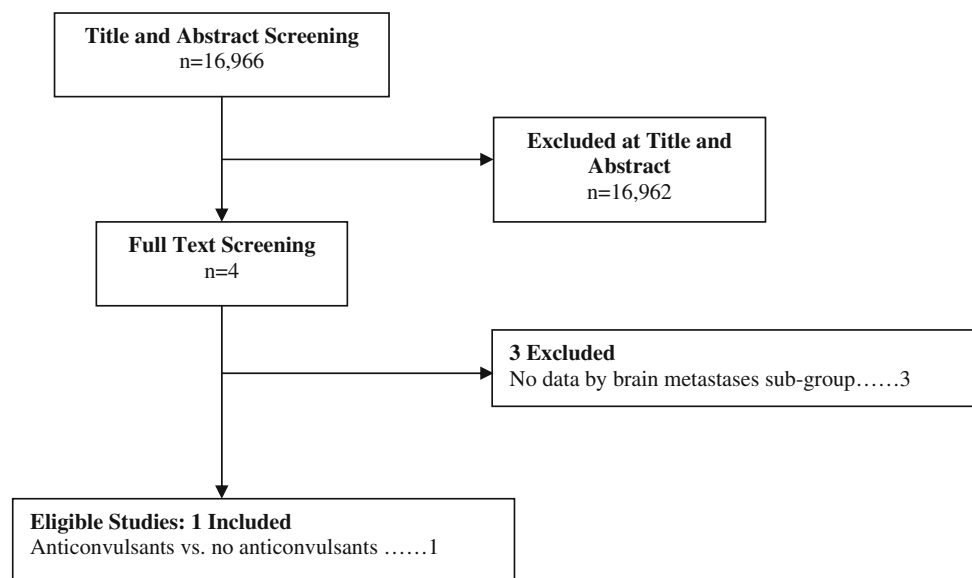 Title and Abstract Screening
n=16,966
Excluded at Title and
Abstract
n=16,962
Full Text Screening
n=4
3 Excluded
No data by brain metastases sub-group……3
Eligible Studies: 1 Included
Anticonvulsants vs. no anticonvulsants ……1